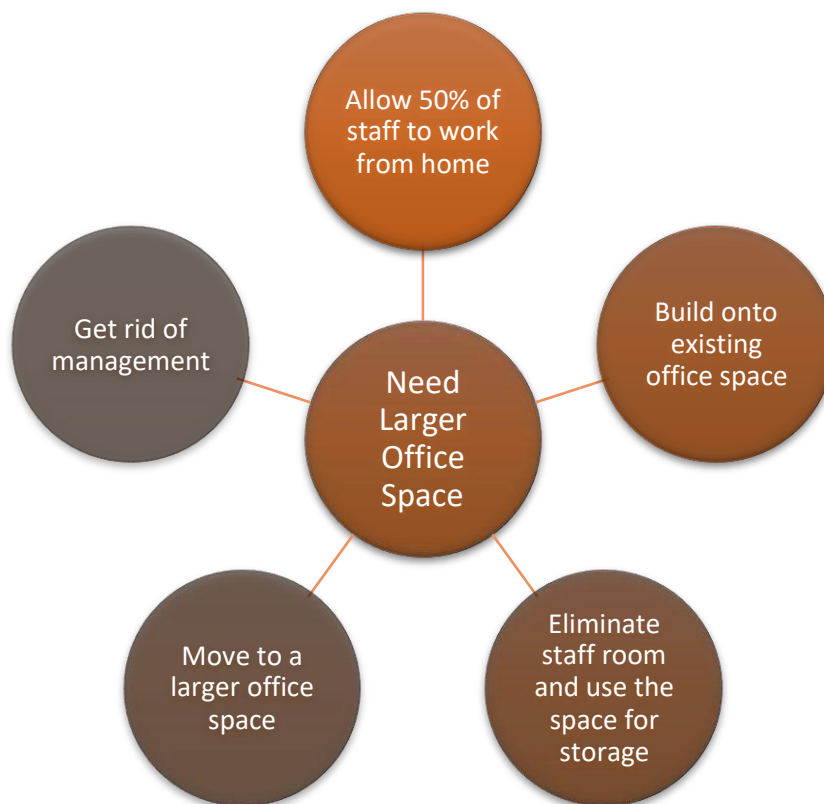 Allow 50% of
staff to work
from home
Build onto
existing
office space
Eliminate
staff room
and use the
space for
storage
Move to a
larger office
space
Get rid of
management
Need
Larger
Office
Space